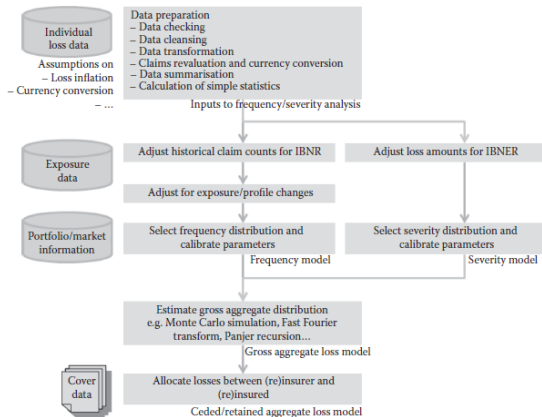 Individual
loss data
Assumptions on
– Loss inflation
– Currency conversion
– ...
Data preparation
– Data checking
– Data cleansing
– Data transformation
– Claims revaluation and currency conversion
– Data summarisation
– Calculation of simple statistics
Inputs to frequency/severity analysis
Exposure
data
Adjust historical claim counts for IBNR
Adjust loss amounts for IBNER
Adjust for exposure/profile changes
Portfolio/market
information
Select frequency distribution and
calibrate parameters
Frequency model
Select severity distribution and
calibrate parameters
Severity model
Estimate gross aggregate distribution
e.g. Monte Carlo simulation, Fast Fourier
transform, Panjer recursion...
Gross aggregate loss model
Cover
data
Allocate losses between (re)insurer and
(re)insured
Ceded/retained aggregate loss model